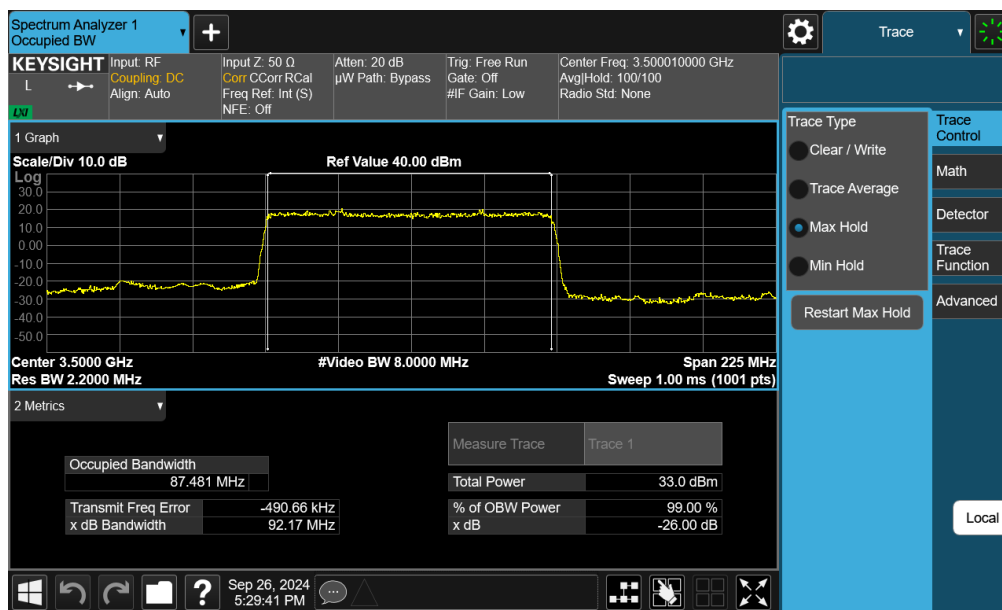 Spectrum Analyzer 1
Occupied BW
Trace
KEYSIGHT
L
LXI
Input: RF
Coupling: DC
Align: Auto
Input Z: 50 Ω
Corr CCorr RCal
Freq Ref: Int (S)
NFE: Off
Atten: 20 dB
µW Path: Bypass
Trig: Free Run
Gate: Off
#IF Gain: Low
Center Freq: 3.500010000 GHz
Avg|Hold: 100/100
Radio Std: None
1 Graph
Scale/Div 10.0 dB
Ref Value 40.00 dBm
Log
30.0
20.0
10.0
0.00
-10.0
-20.0
-30.0
-40.0
-50.0
Center 3.5000 GHz
#Video BW 8.0000 MHz
Span 225 MHz
Res BW 2.2000 MHz
Sweep 1.00 ms (1001 pts)
2 Metrics
Measure Trace
Trace 1
Occupied Bandwidth
87.481 MHz
Total Power
33.0 dBm
Transmit Freq Error
-490.66 kHz
% of OBW Power
99.00 %
x dB Bandwidth
92.17 MHz
x dB
-26.00 dB
Trace Type
Clear / Write
Trace Average
Max Hold
Min Hold
Restart Max Hold
Trace
Control
Math
Detector
Trace
Function
Advanced
Local
?
Sep 26, 2024
5:29:41 PM